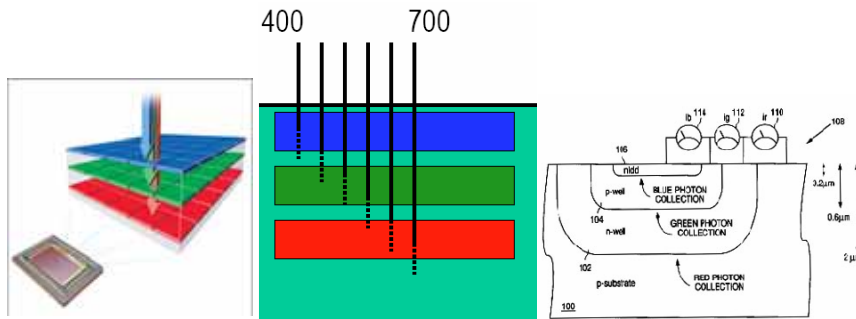 400 700
Ib 114 Ig 112 Ir 110
108
116
nldd
p-well
BLUE PHOTON
COLLECTION
104
GREEN PHOTON
COLLECTION
n-well
102
RED PHOTON
COLLECTION
p-substrate
100
0.2μm
0.6μm
2 μ